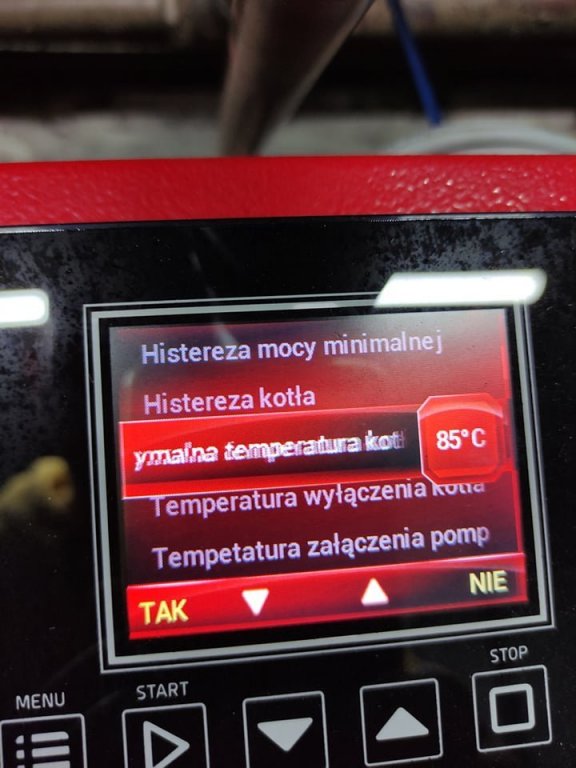 Histereza mocy minimalnej
Histereza kotła
ymalna temperatura kotł 85°C
Temperatura wyłączenia kotła
Tempetatura załączenia pomp
TAK NIE
MENU START STOP